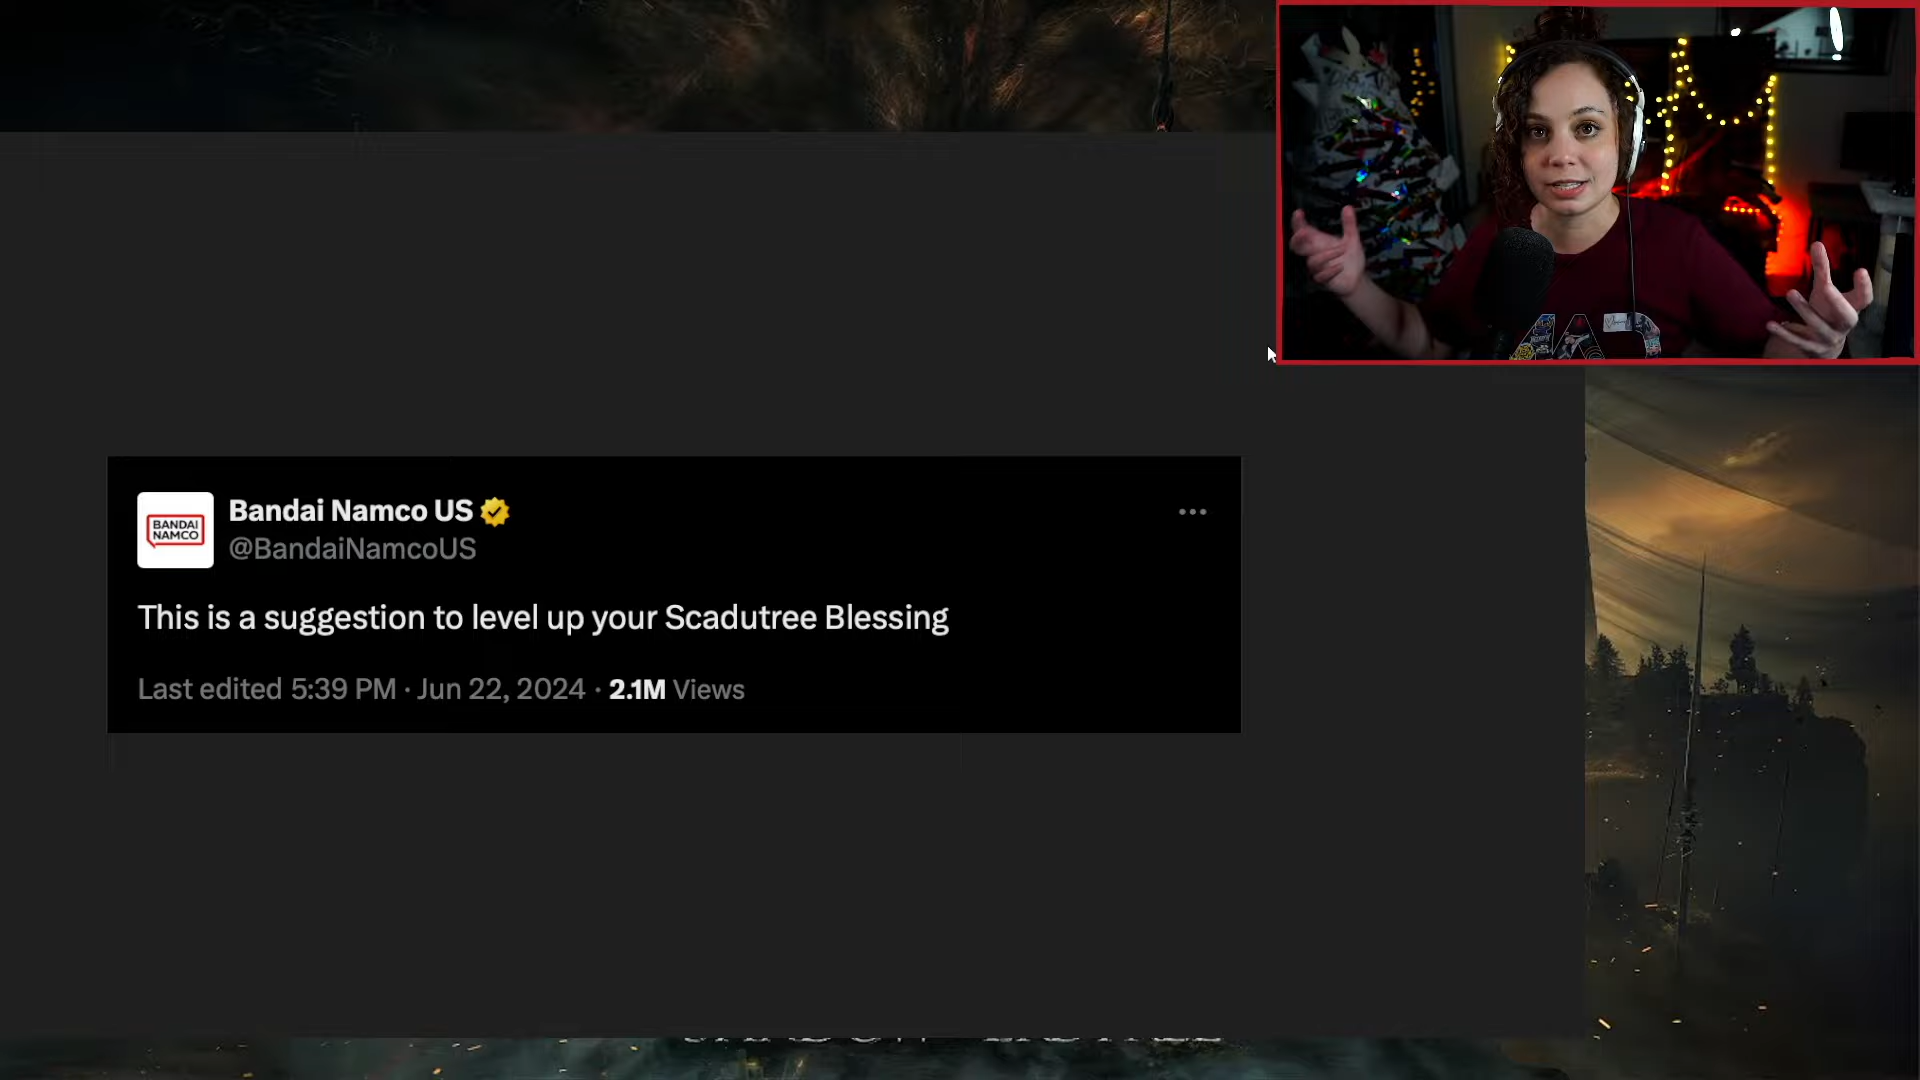 BANDAI
NAMCO
Bandai Namco US
@BandaiNamcoUS
This is a suggestion to level up your Scadutree Blessing
Last edited 5:39 PM · Jun 22, 2024 · 2.1M Views